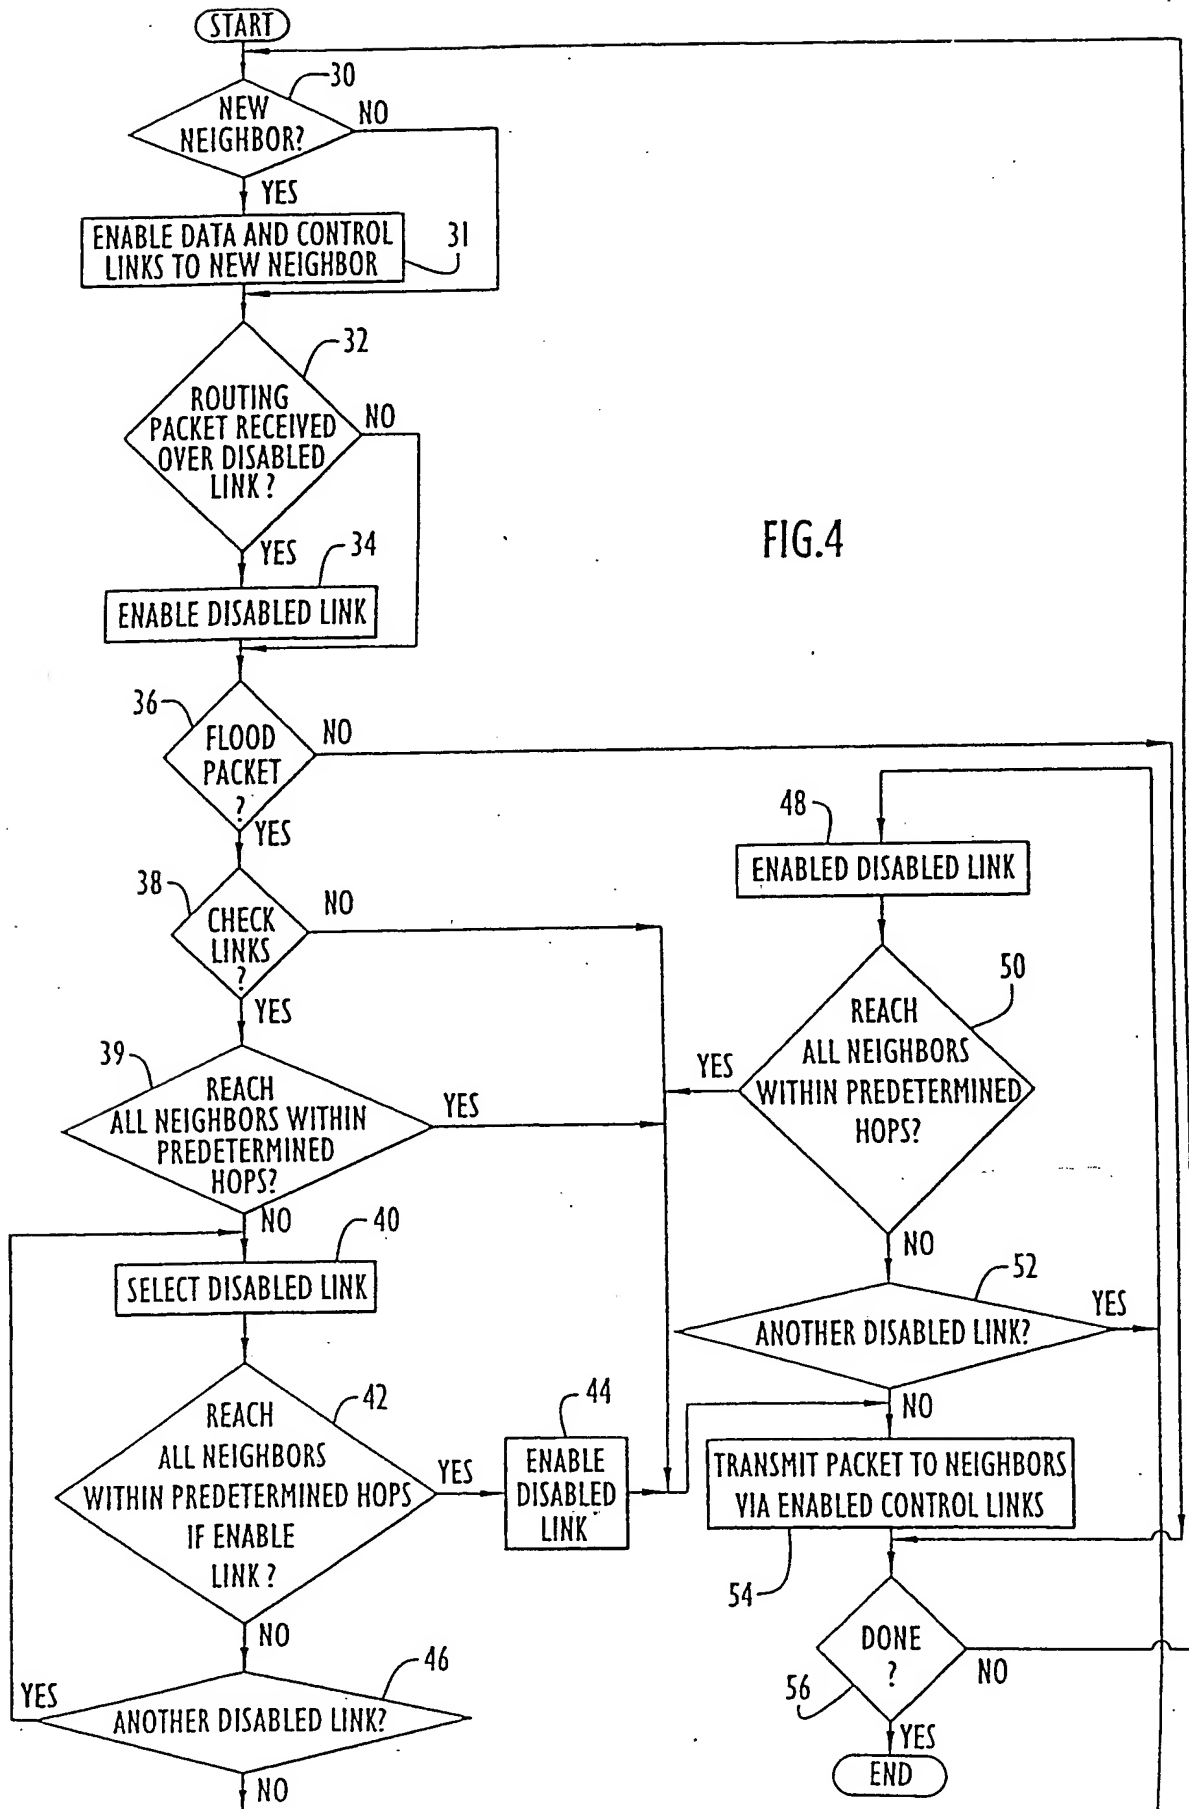 START
30
NEW
NEIGHBOR?
NO
YES
ENABLE DATA AND CONTROL
LINKS TO NEW NEIGHBOR
31
32
ROUTING
PACKET RECEIVED
OVER DISABLED
LINK?
NO
YES
34
ENABLE DISABLED LINK
FIG.4
36
FLOOD
PACKET
?
NO
YES
38
CHECK
LINKS
?
NO
YES
39
REACH
ALL NEIGHBORS WITHIN
PREDETERMINED
HOPS?
YES
NO
40
SELECT DISABLED LINK
42
REACH
ALL NEIGHBORS
WITHIN PREDETERMINED HOPS
IF ENABLE
LINK?
YES
NO
44
ENABLE
DISABLED
LINK
46
ANOTHER DISABLED LINK?
YES
NO
48
ENABLED DISABLED LINK
50
REACH
ALL NEIGHBORS
WITHIN PREDETERMINED
HOPS?
YES
NO
52
ANOTHER DISABLED LINK?
YES
NO
TRANSMIT PACKET TO NEIGHBORS
VIA ENABLED CONTROL LINKS
54
DONE
?
56
NO
YES
END